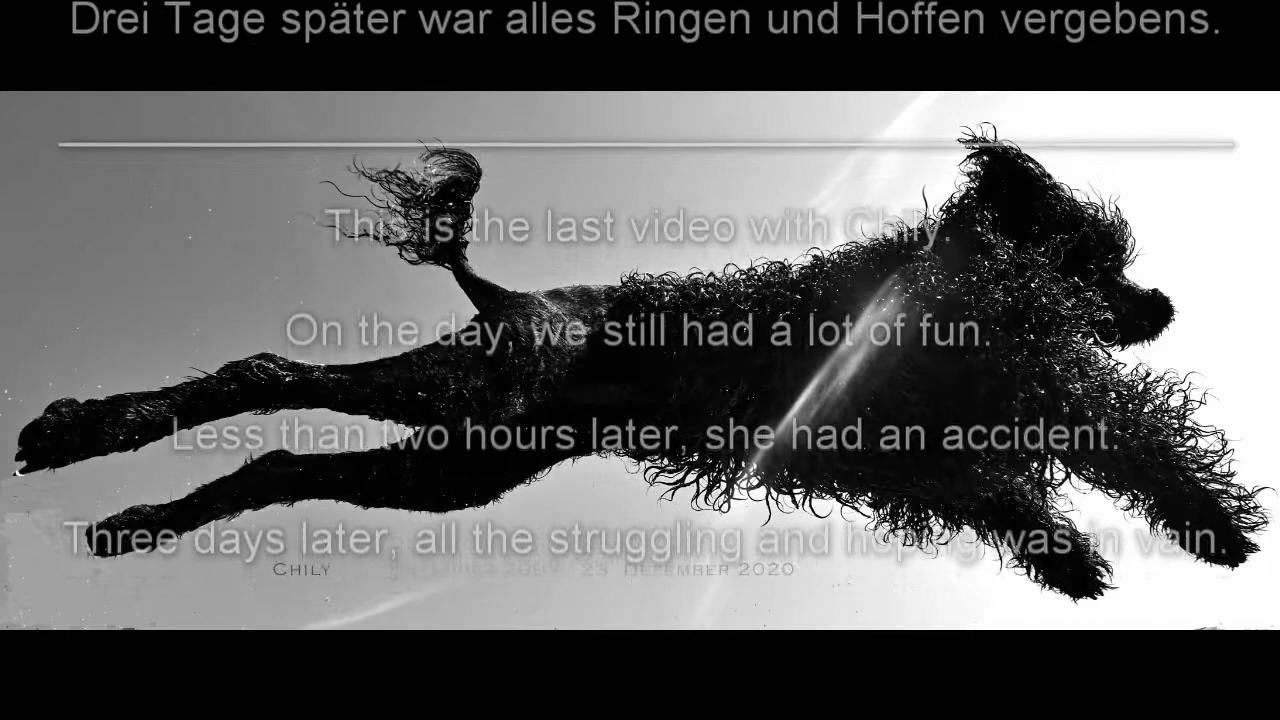 Drei Tage später war alles Ringen und Hoffen vergebens.
This is the last video with Chily.
On the day, we still had a lot of fun.
Less than two hours later, she had an accident.
Three days later, all the struggling and hoping was in vain.
Chily 23 December 2020